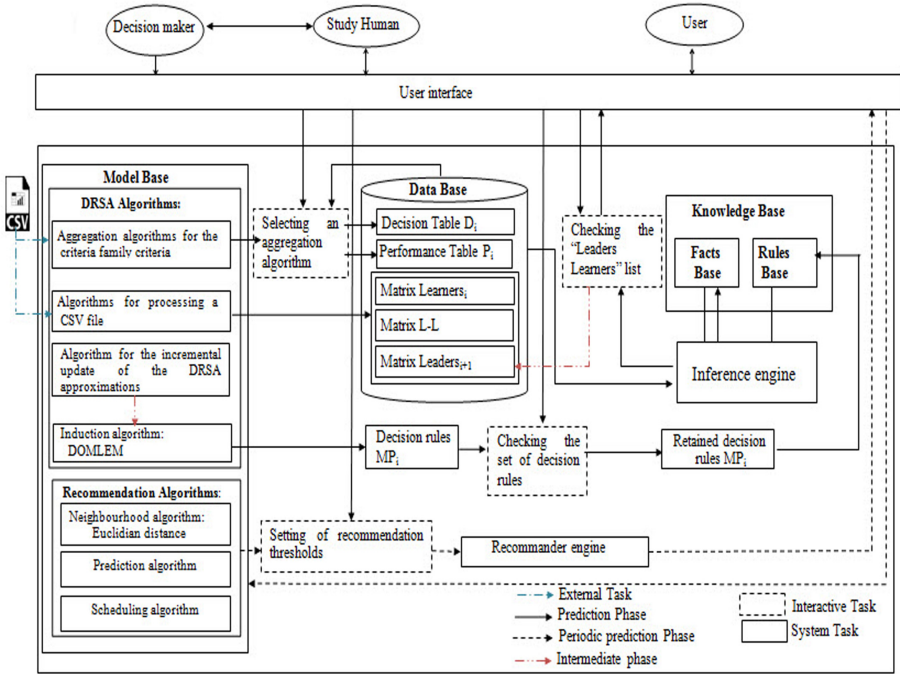 Decision maker
Study Human
User
User interface
CSV
Model Base
DRSA Algorithms:
Aggregation algorithms for the
criteria family criteria
Algorithms for processing a
CSV file
Algorithm for the incremental
update of the DRSA
approximations
Induction algorithm:
DOMLEM
Recommendation Algorithms:
Neighbourhood algorithm:
Euclidian distance
Prediction algorithm
Scheduling algorithm
Selecting an
aggregation
algorithm
Data Base
Decision Table Di
Performance Table Pi
Matrix Learnersi
Matrix L-L
Matrix Leadersi+1
Checking the
“Leaders
Learners” list
Knowledge Base
Facts
Base
Rules
Base
Inference engine
Decision rules
MPi
Checking the
set of decision
rules
Retained decision
rules MPi
Setting of recommendation
thresholds
Recommander engine
External Task
Prediction Phase
Periodic prediction Phase
Intermediate phase
Interactive Task
System Task